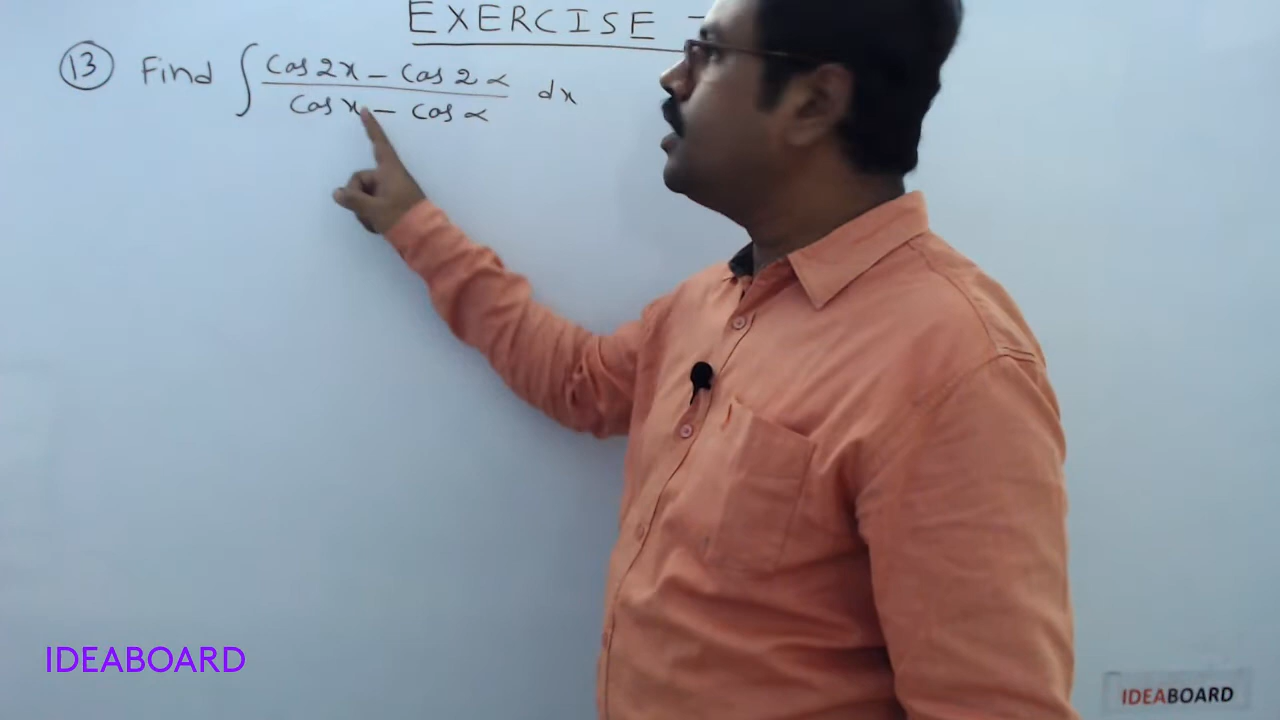 EXERCISE -
13 Find ∫ Cos 2x - Cos 2α / Cos x - Cos α dx
IDEABOARD
IDEABOARD